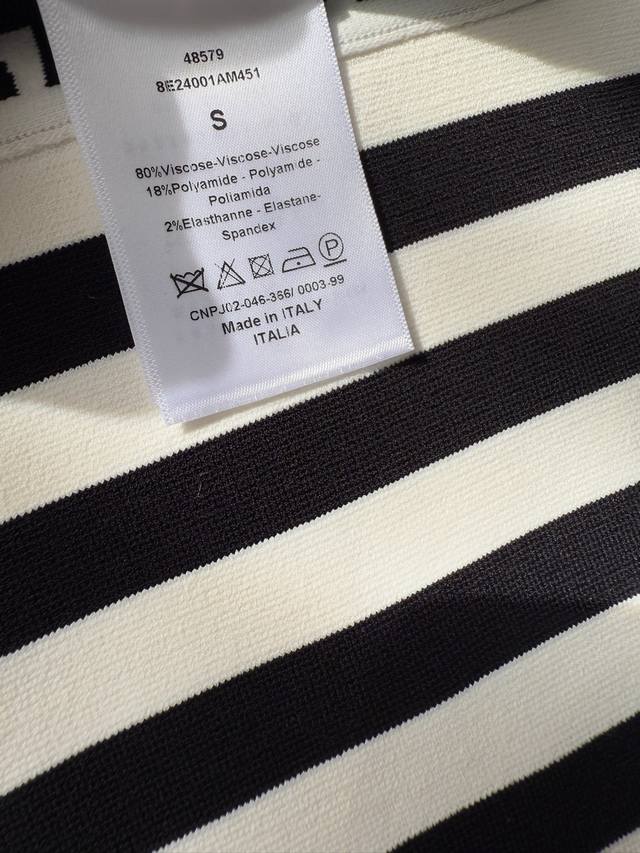 48579
8E24001AM451
S
80%Viscose-Viscose-Viscose
18%Polyamide - Polyamide -
Poliamida
2%Elasthanne - Elastane-
Spandex
P
CNPJ02-046-366/ 0003-99
Made in ITALY
ITALIA